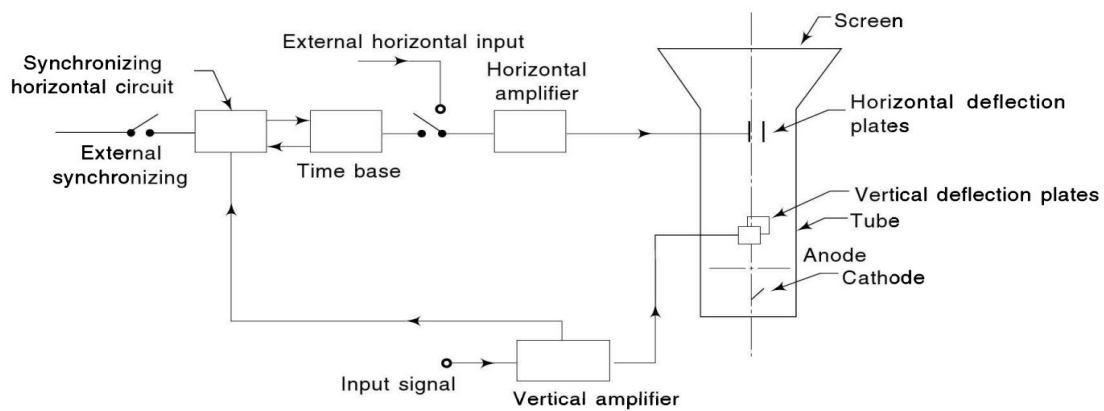 Screen
External horizontal input
Synchronizing
horizontal circuit
Horizontal
amplifier
Horizontal deflection
plates
External
synchronizing
Time base
Vertical deflection plates
Tube
Anode
Cathode
Input signal
Vertical amplifier